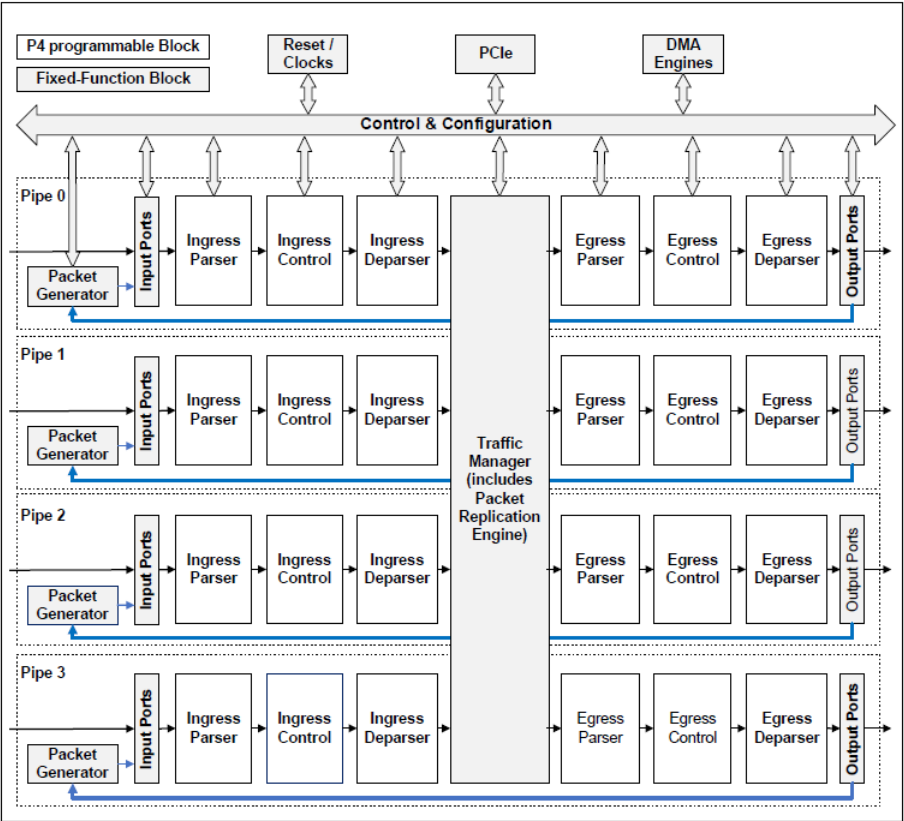 P4 programmable Block
Fixed-Function Block
Reset /
Clocks
PCIe
DMA
Engines
Control & Configuration
Pipe 0
Input Ports
Ingress
Parser
Ingress
Control
Ingress
Deparser
Egress
Parser
Egress
Control
Egress
Deparser
Output Ports
Packet
Generator
Pipe 1
Input Ports
Ingress
Parser
Ingress
Control
Ingress
Deparser
Egress
Parser
Egress
Control
Egress
Deparser
Output Ports
Packet
Generator
Traffic
Manager
(includes
Packet
Replication
Engine)
Pipe 2
Input Ports
Ingress
Parser
Ingress
Control
Ingress
Deparser
Egress
Parser
Egress
Control
Egress
Deparser
Output Ports
Packet
Generator
Pipe 3
Input Ports
Ingress
Parser
Ingress
Control
Ingress
Deparser
Egress
Parser
Egress
Control
Egress
Deparser
Output Ports
Packet
Generator